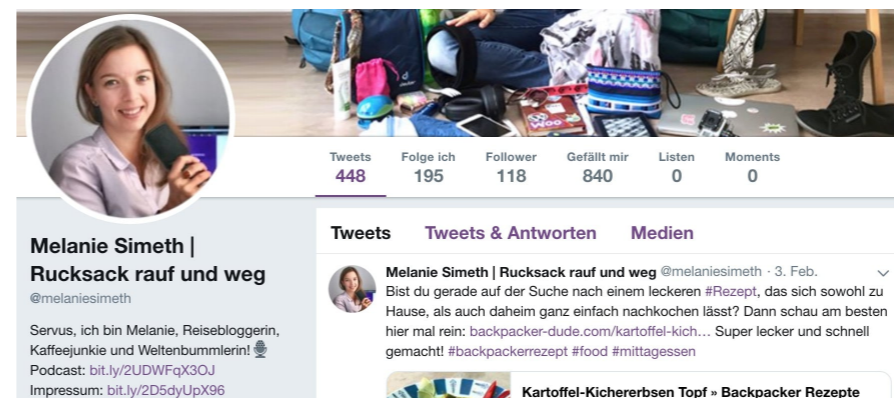 Woo
Tweets Folge ich Follower Gefällt mir Listen Moments
448 195 118 840 0 0
Melanie Simeth |
Rucksack rauf und weg
@melaniesimeth
Servus, ich bin Melanie, Reisebloggerin,
Kaffeejunkie und Weltenbummlerin!🎙
Podcast: bit.ly/2UDWFqX3OJ
Impressum: bit.ly/2D5dyUpX96
Tweets Tweets & Antworten Medien
Melanie Simeth | Rucksack rauf und weg @melaniesimeth · 3. Feb.
Bist du gerade auf der Suche nach einem leckeren #Rezept, das sich sowohl zu
Hause, als auch daheim ganz einfach nachkochen lässt? Dann schau am besten
hier mal rein: backpacker-dude.com/kartoffel-kich… Super lecker und schnell
gemacht! #backpackerrezept #food #mittagessen
Kartoffel-Kichererbsen Topf » Backpacker Rezepte